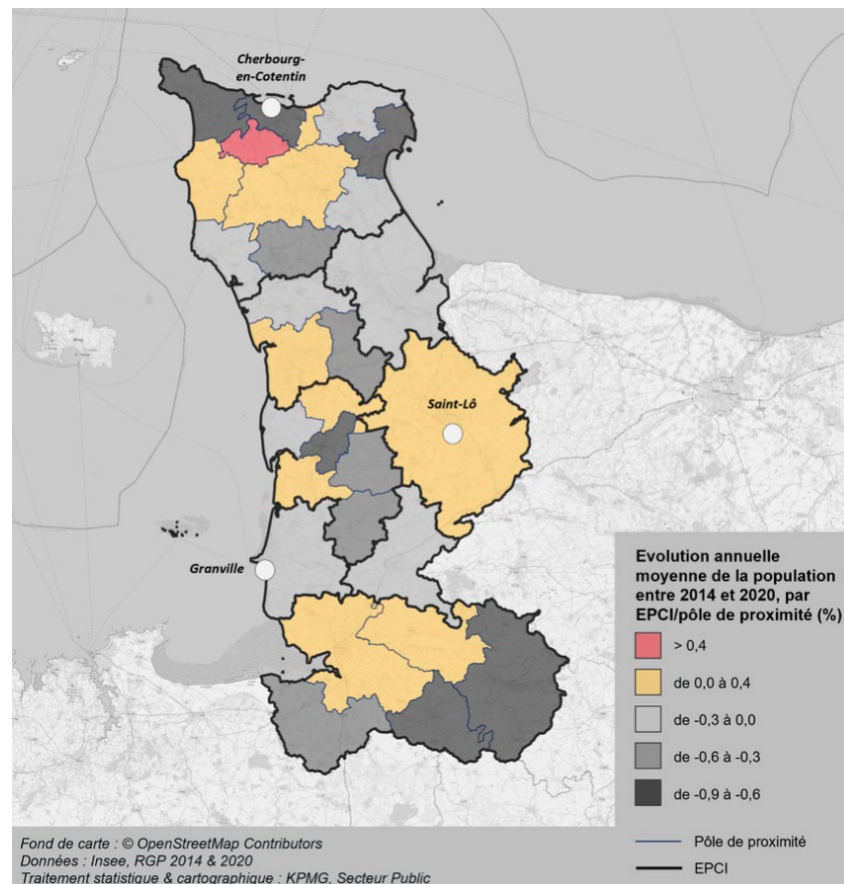 Cherbourg-
en-Cotentin
Saint-Lô
Granville
Evolution annuelle
moyenne de la population
entre 2014 et 2020, par
EPCI/pôle de proximité (%)
> 0,4
de 0,0 à 0,4
de -0,3 à 0,0
de -0,6 à -0,3
de -0,9 à -0,6
Pôle de proximité
EPCI
Fond de carte : © OpenStreetMap Contributors
Données : Insee, RGP 2014 & 2020
Traitement statistique & cartographique : KPMG, Secteur Public